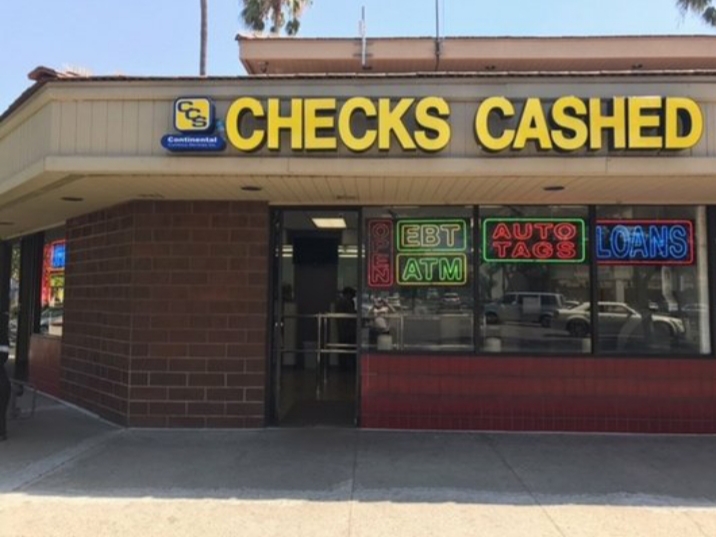 CCS
Continental
CHECKS CASHED
OPEN
EBT
ATM
AUTO
TAGS
LOANS